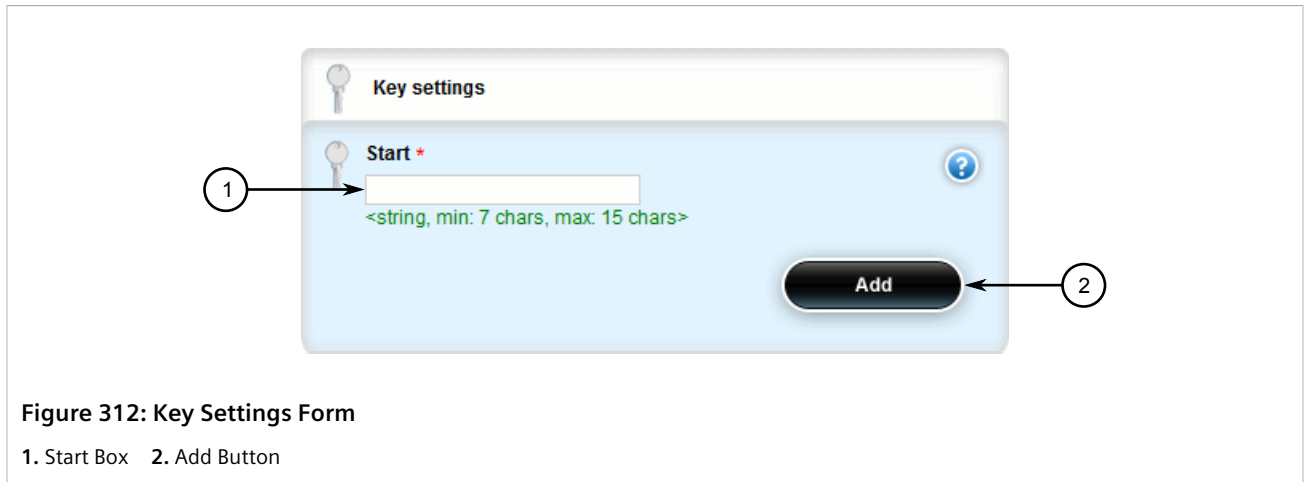 Key settings
Start *
?
1
<string, min: 7 chars, max: 15 chars>
Add
2
Figure 312: Key Settings Form
1. Start Box 2. Add Button